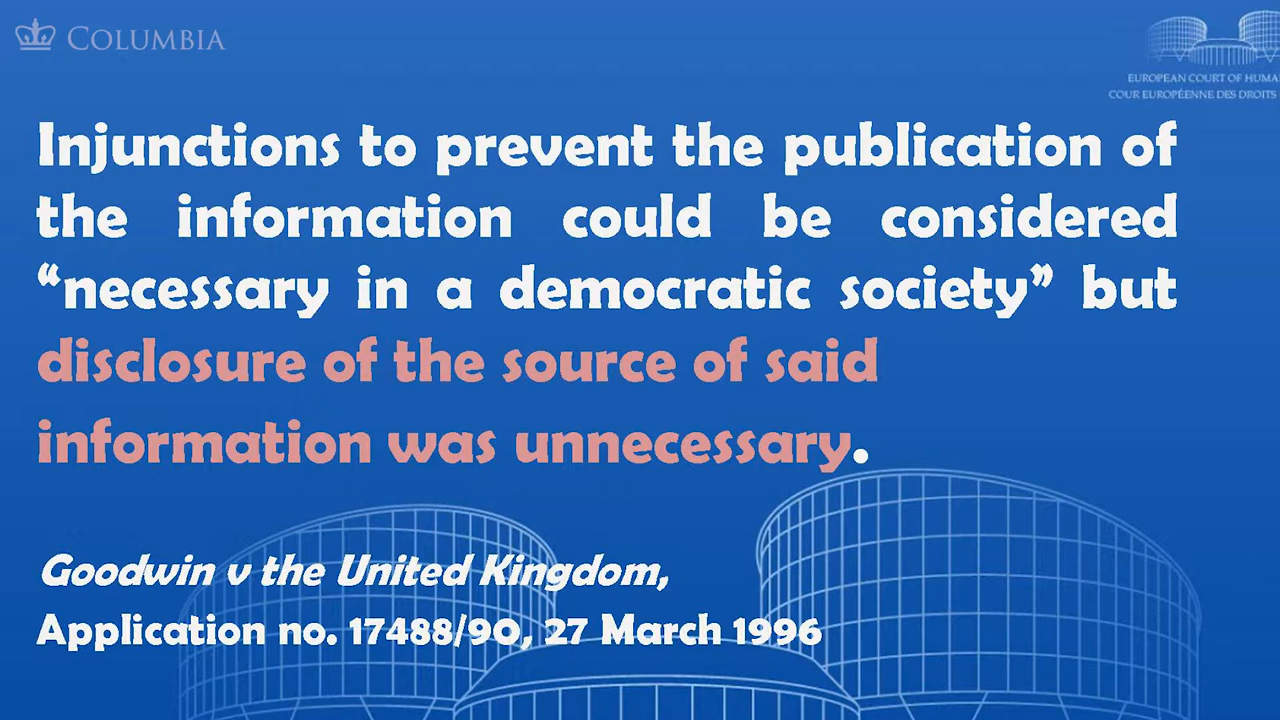 COLUMBIA
EUROPEAN COURT OF HUMA
COUR EUROPÉENNE DES DROITS
Injunctions to prevent the publication of
the information could be considered
“necessary in a democratic society” but
disclosure of the source of said
information was unnecessary.
Goodwin v the United Kingdom,
Application no. 17488/90, 27 March 1996